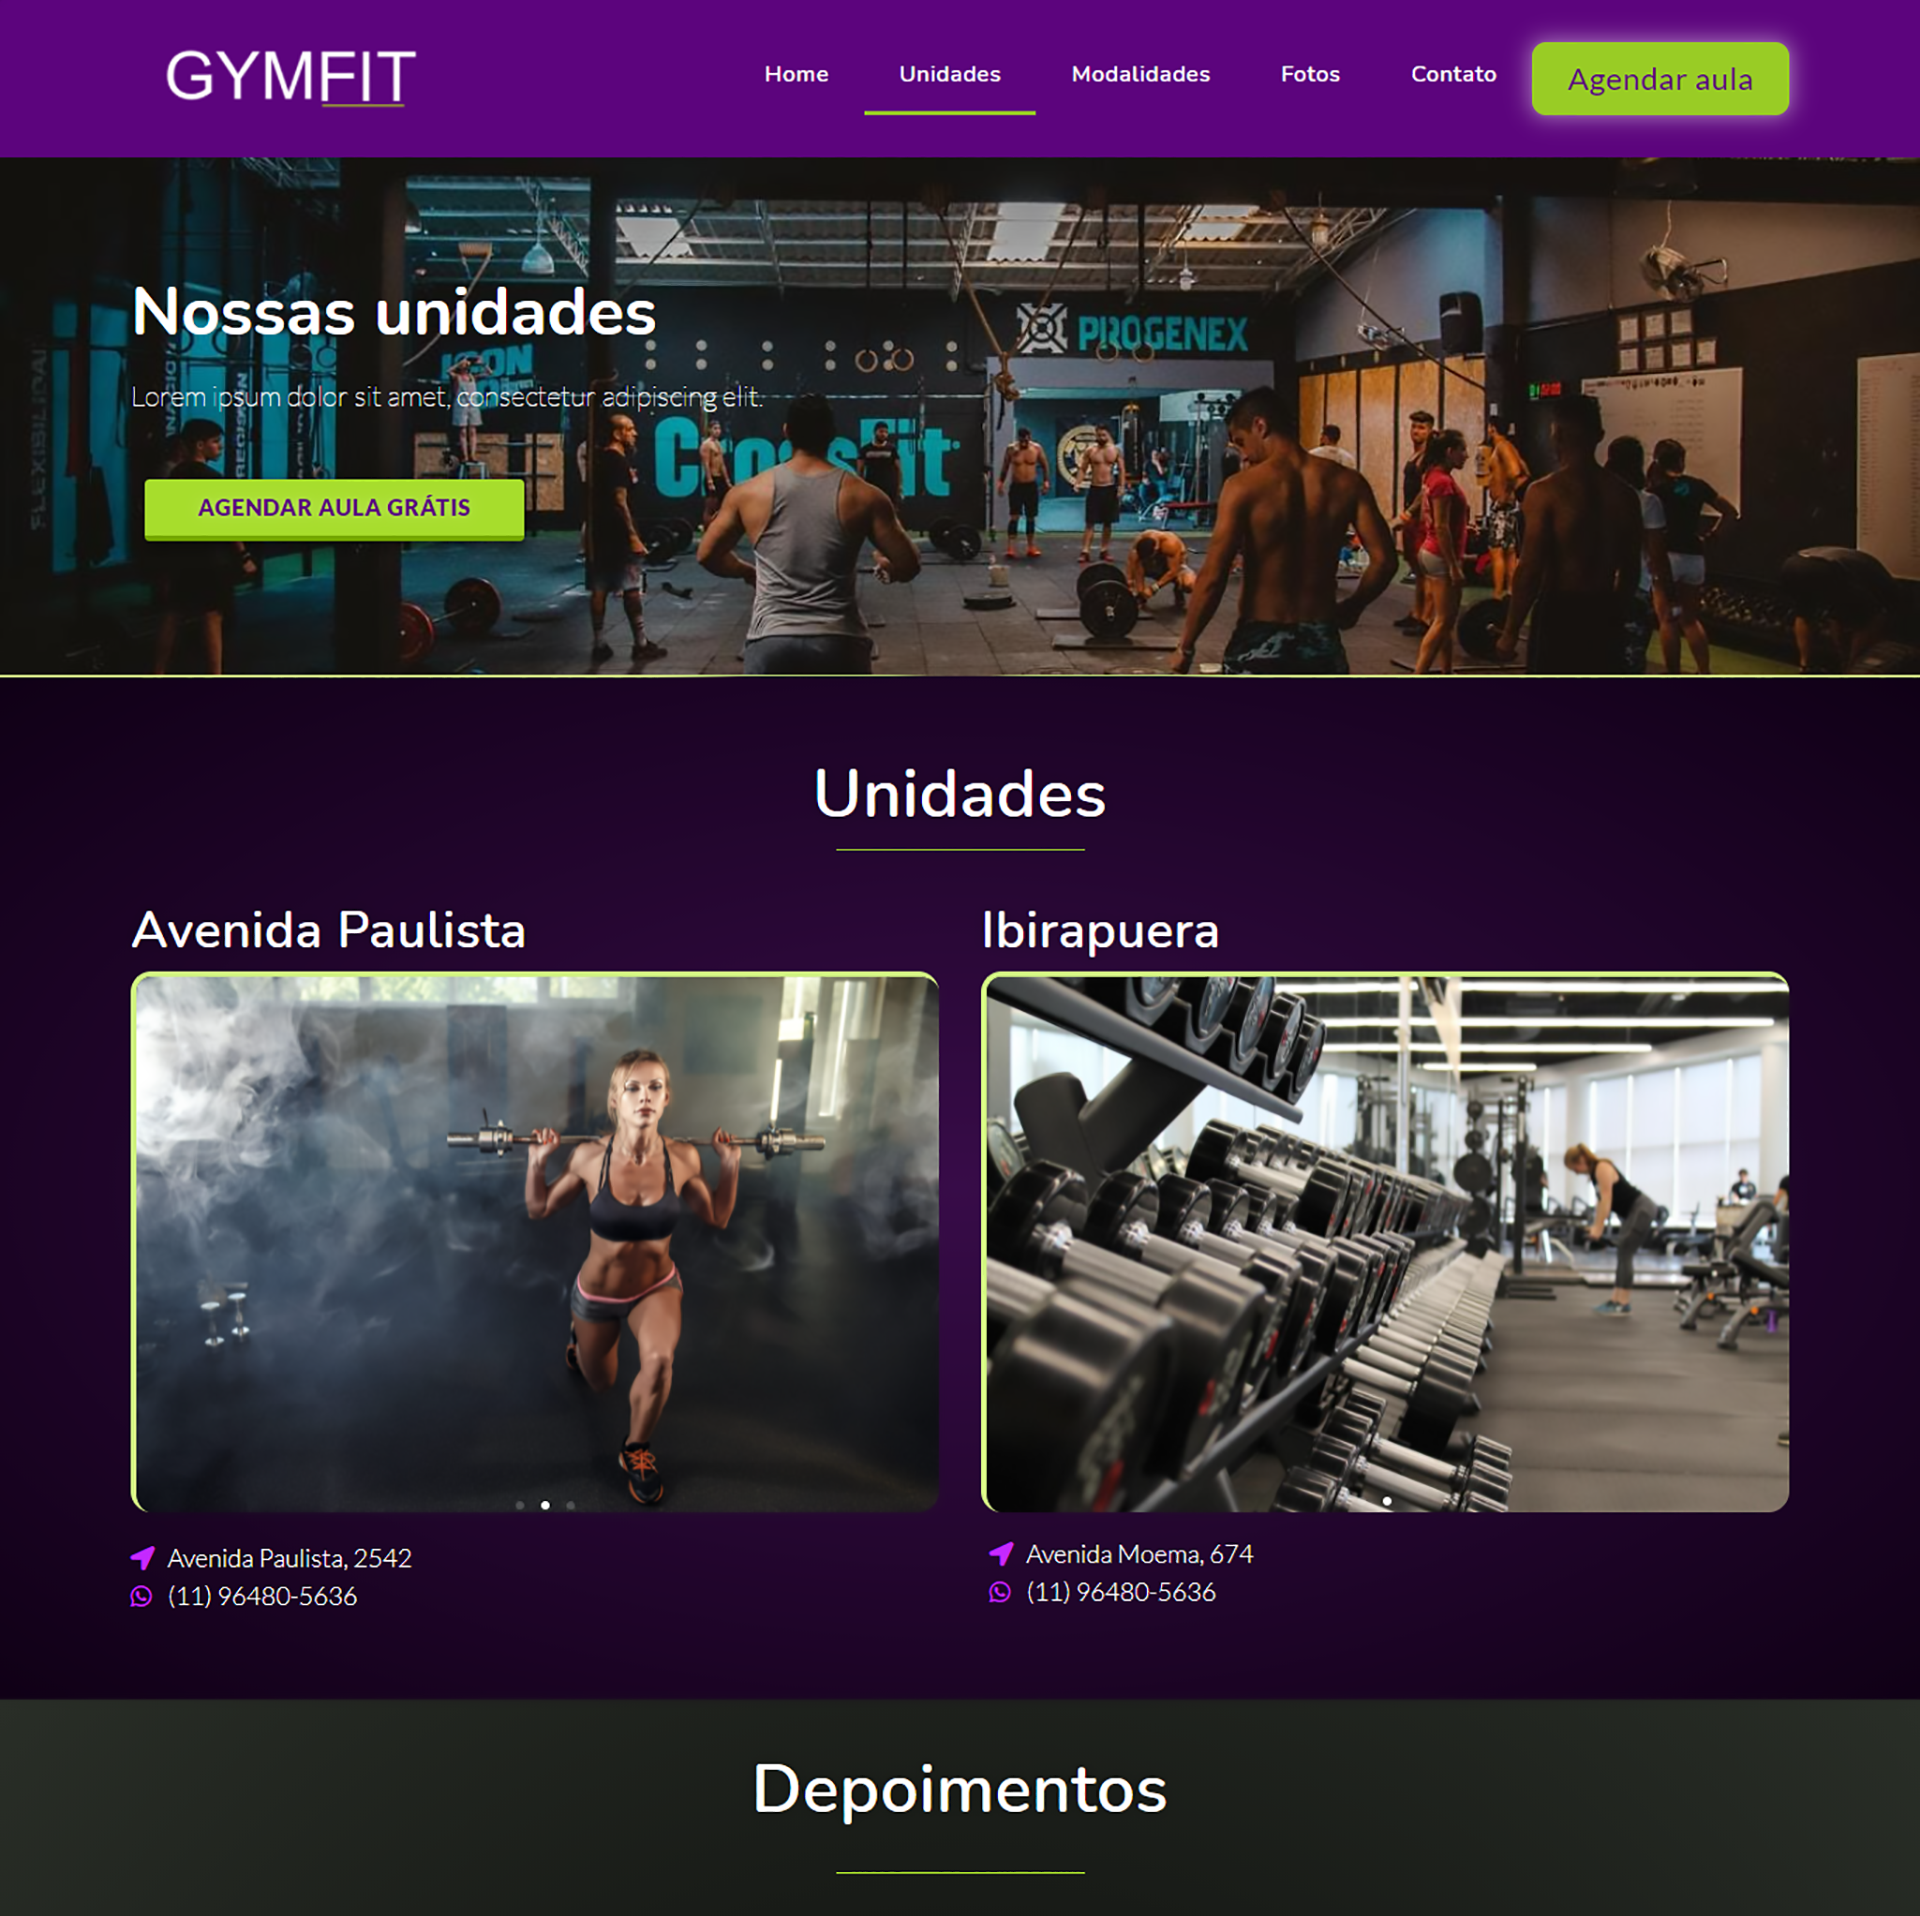 GYMFIT
Home Unidades Modalidades Fotos Contato Agendar aula
Nossas unidades
PROGENEX
ICON
Lorem ipsum dolor sit amet, consectetur adipiscing elit.
CrossFit
FLEXIBILIDAD
AGENDAR AULA GRÁTIS
Unidades
Avenida Paulista
Ibirapuera
Avenida Paulista, 2542
(11) 96480-5636
Avenida Moema, 674
(11) 96480-5636
Depoimentos